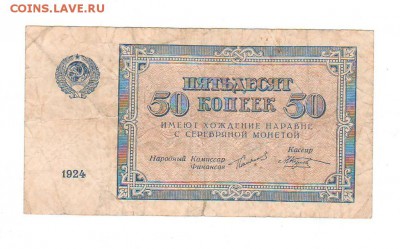 COINS.LAVE.RU
ПЯТЬДЕСЯТ
50 КОПЕЕК 50
ИМЕЮТ ХОЖДЕНИЕ НАРАВНЕ
С СЕРЕБРЯНОЙ МОНЕТОЙ
Народный Комиссар
Финансов
Кассир
1924